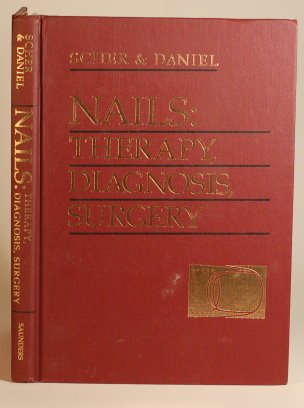 SCHER
& DANIEL
NAILS: THERAPY,
DIAGNOSIS, SURGERY
SAUNDERS
SCHER & DANIEL
NAILS:
THERAPY,
DIAGNOSIS,
SURGERY